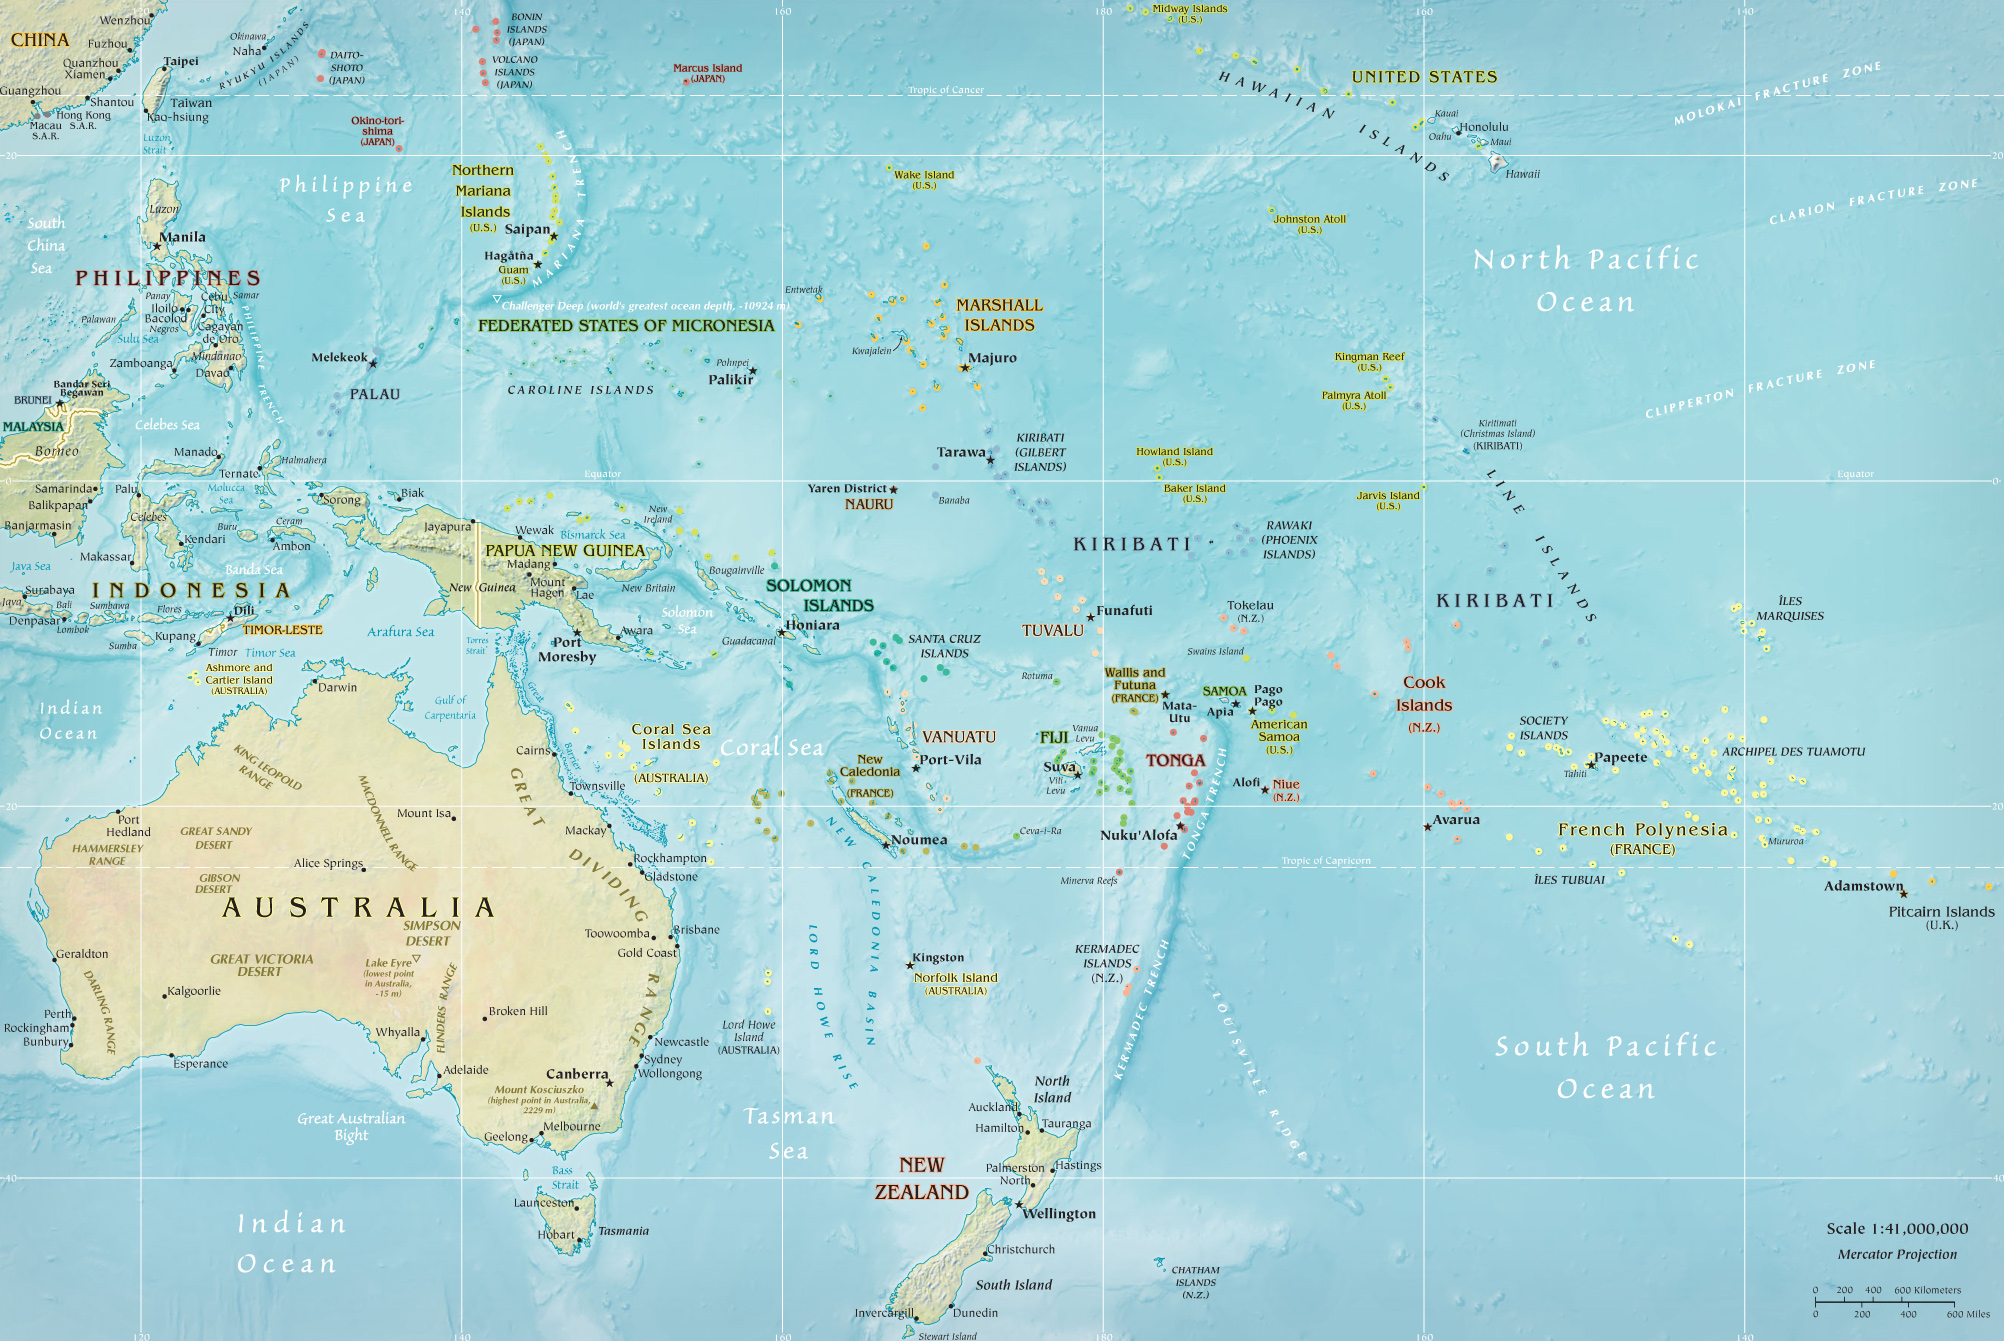 120
140
160
180
160
140
Wenzhou
CHINA
Fuzhou
Quanzhou
Xiamen
Guangzhou
Shantou
Hong Kong
S.A.R.
Macau
S.A.R.
Taipei
Taiwan
Kao-hsiung
Luzon
Strait
Okinawa
Naha
RYUKYU ISLANDS
(JAPAN)
DAITO-
SHOTO
(JAPAN)
BONIN
ISLANDS
(JAPAN)
VOLCANO
ISLANDS
(JAPAN)
Marcus Island
(JAPAN)
Okino-tori-
shima
(JAPAN)
Tropic of Cancer
Midway Islands
(U.S.)
UNITED STATES
HAWAIIAN ISLANDS
Kauai
Oahu
Honolulu
Maui
Hawaii
MOLOKAI FRACTURE ZONE
CLARION FRACTURE ZONE
CLIPPERTON FRACTURE ZONE
20
20
Philippine
Sea
Northern
Mariana
Islands
(U.S.)
Saipan
Hagåtña
Guam
(U.S.)
MARIANA TRENCH
Challenger Deep (world's greatest ocean depth, -10924 m)
Wake Island
(U.S.)
Johnston Atoll
(U.S.)
North Pacific
Ocean
South
China
Sea
Luzon
Manila
PHILIPPINES
Panay
Iloilo
Bacolod
Negros
Cebu
City
Samar
Cagayan
de Oro
Palawan
Sulu Sea
Mindanao
Zamboanga
Davao
PHILIPPINE TRENCH
Melekeok
PALAU
FEDERATED STATES OF MICRONESIA
CAROLINE ISLANDS
Pohnpei
Palikir
Entwetak
MARSHALL
ISLANDS
Kwajalein
Majuro
Kingman Reef
(U.S.)
Palmyra Atoll
(U.S.)
Kiritimati
(Christmas Island)
(KIRIBATI)
Bandar Seri
Begawan
BRUNEI
MALAYSIA
Borneo
Celebes Sea
Manado
Ternate
Halmahera
Molucca
Sea
Samarinda
Balikpapan
Banjarmasin
Palu
Celebes
Kendari
Makassar
Buru
Ceram
Ambon
Sorong
Biak
Jayapura
Equator
Equator
0
0
Tarawa
KIRIBATI
(GILBERT
ISLANDS)
Yaren District
NAURU
Banaba
Howland Island
(U.S.)
Baker Island
(U.S.)
Jarvis Island
(U.S.)
LINE ISLANDS
KIRIBATI
RAWAKI
(PHOENIX
ISLANDS)
KIRIBATI
Java Sea
Banda Sea
INDONESIA
Surabaya
Java
Bali
Denpasar
Lombok
Sumbawa
Flores
Sumba
Kupang
Dili
TIMOR-LESTE
Timor
Timor Sea
Arafura Sea
Ashmore and
Cartier Island
(AUSTRALIA)
Wewak
Bismarck Sea
New
Ireland
PAPUA NEW GUINEA
Madang
Mount
Hagen
New Guinea
Lae
New Britain
Bougainville
Solomon
Sea
Port
Moresby
Awara
Torres
Strait
SOLOMON
ISLANDS
Guadacanal
Honiara
SANTA CRUZ
ISLANDS
Funafuti
TUVALU
Tokelau
(N.Z.)
Swains Island
Rotuma
Wallis and
Futuna
(FRANCE)
Mata-
Utu
SAMOA
Apia
Pago
Pago
American
Samoa
(U.S.)
Cook
Islands
(N.Z.)
ÎLES
MARQUISES
SOCIETY
ISLANDS
Papeete
Tahiti
ARCHIPEL DES TUAMOTU
Indian
Ocean
Darwin
Gulf of
Carpentaria
Great
Barrier
Reef
Cairns
Coral Sea
Islands
(AUSTRALIA)
Coral Sea
VANUATU
Port-Vila
New
Caledonia
(FRANCE)
Noumea
FIJI
Vanua
Levu
Suva
Viti
Levu
TONGA
Nuku'Alofa
TONGA TRENCH
Alofi
Niue
(N.Z.)
Avarua
French Polynesia
(FRANCE)
Mururoa
ÎLES TUBUAI
Ceva-i-Ra
Minerva Reefs
Tropic of Capricorn
Adamstown
Pitcairn Islands
(U.K.)
KING LEOPOLD
RANGE
MACDONNELL RANGE
GREAT DIVIDING RANGE
Townsville
Mackay
Mount Isa
20
Port
Hedland
HAMMERSLEY
RANGE
GREAT SANDY
DESERT
GIBSON
DESERT
Alice Springs
Rockhampton
Gladstone
AUSTRALIA
SIMPSON
DESERT
Toowoomba
Brisbane
Gold Coast
Geraldton
GREAT VICTORIA
DESERT
Lake Eyre
(lowest point
in Australia,
-15 m)
FLINDERS RANGE
DARLING RANGE
Kalgoorlie
Broken Hill
Perth
Rockingham
Bunbury
Whyalla
Esperance
Adelaide
Newcastle
Sydney
Wollongong
Canberra
Mount Kosciuszko
(highest point in Australia,
2229 m)
Great Australian
Bight
Melbourne
Geelong
Bass
Strait
Launceston
Hobart
Tasmania
Indian
Ocean
LORD HOWE RISE
NEW CALEDONIA BASIN
Lord Howe
Island
(AUSTRALIA)
Kingston
Norfolk Island
(AUSTRALIA)
KERMADEC
ISLANDS
(N.Z.)
KERMADEC TRENCH
LOUISVILLE RIDGE
South Pacific
Ocean
Tasman
Sea
North
Island
Auckland
Hamilton
Tauranga
NEW
ZEALAND
Palmerston
North
Hastings
Wellington
Christchurch
South Island
Invercargill
Dunedin
Stewart Island
CHATHAM
ISLANDS
(N.Z.)
40
40
Scale 1:41,000,000
Mercator Projection
0 200 400 600 Kilometers
0 200 400 600 Miles
120
140
160
180
160
140